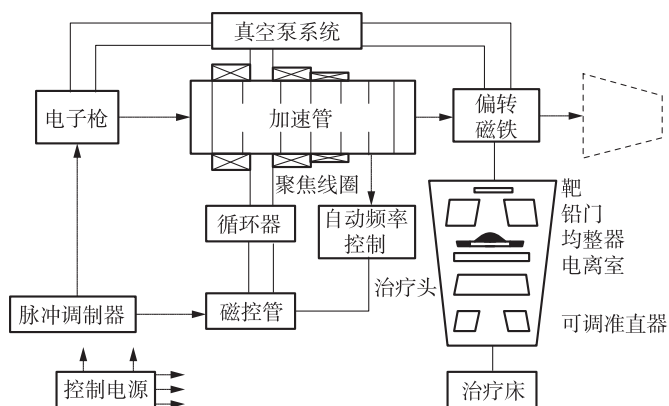 真空泵系统
电子枪
加速管
偏转
磁铁
聚焦线圈
靶
铅门
均整器
电离室
循环器
自动频率
控制
治疗头
脉冲调制器
磁控管
可调准直器
控制电源
治疗床